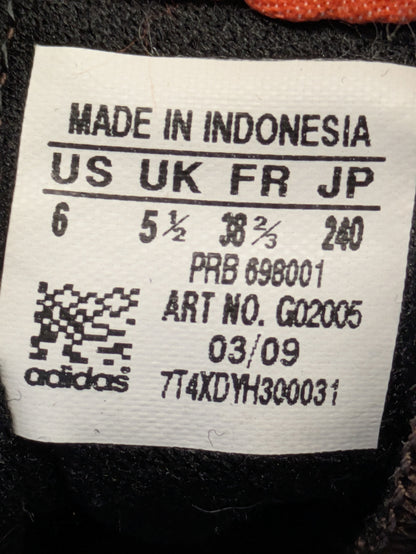 MADE IN INDONESIA
US UK FR JP
6 5 ½ 38 ⅔ 240
PRB 698001
ART NO. G02005
03/09
adidas® 7T4XDYH300031